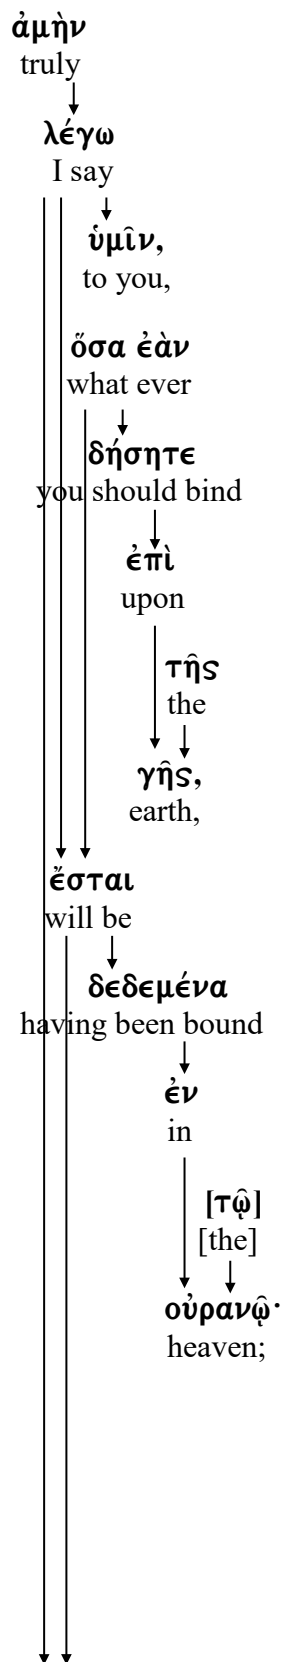 ἀμὴν
truly
λέγω
I say
ὑμῖν,
to you,
ὅσα ἐὰν
what ever
δήσητε
you should bind
ἐπὶ
upon
τῆς
the
γῆς,
earth,
ἔσται
will be
δεδεμένα
having been bound
ἐν
in
[τῷ]
[the]
οὐρανῷ·
heaven;